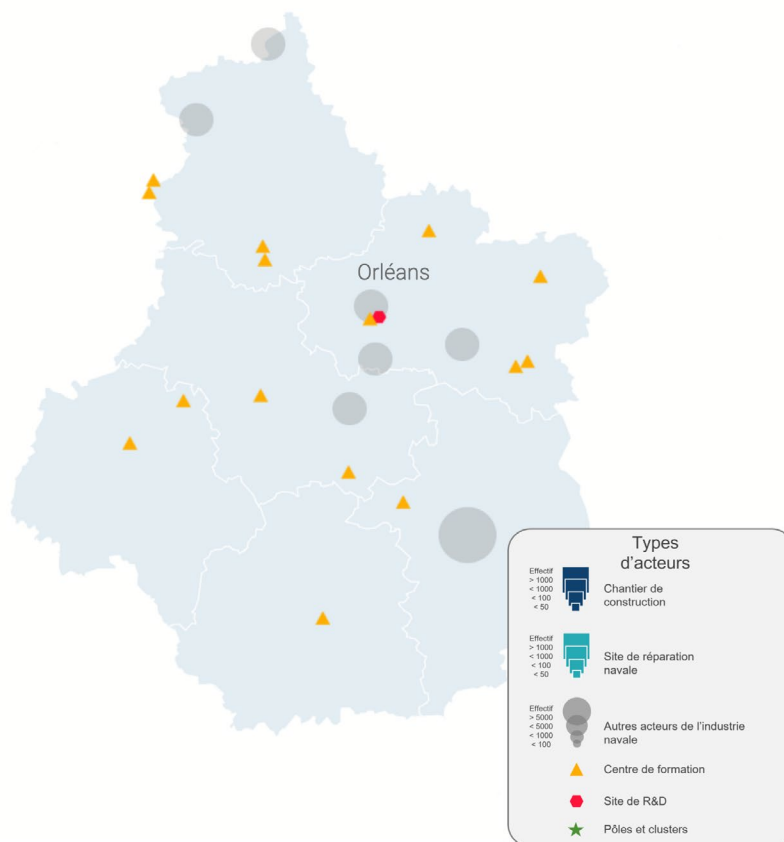 Orléans
Types
d’acteurs
Effectif
> 1000
< 1000
< 100
< 50
Chantier de
construction
Effectif
> 1000
< 1000
< 100
< 50
Site de réparation
navale
Effectif
> 5000
< 5000
< 1000
< 100
Autres acteurs de l’industrie
navale
Centre de formation
Site de R&D
Pôles et clusters